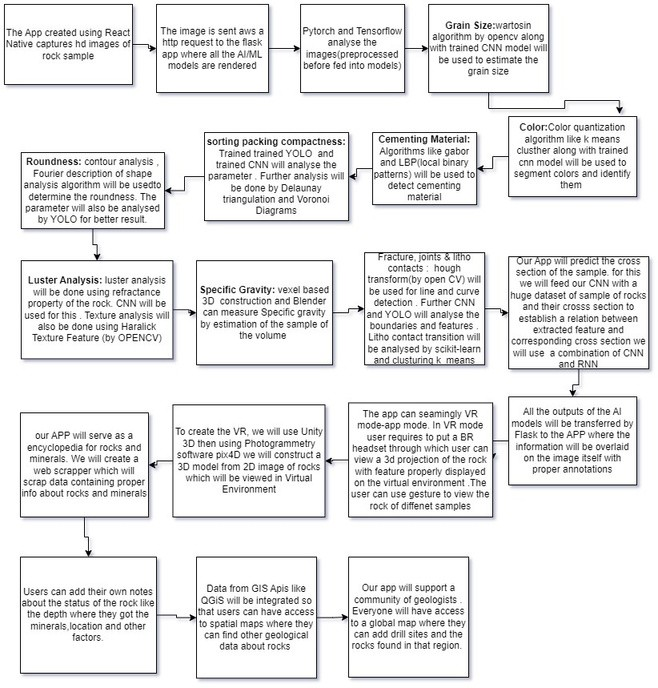 The App created using React
Native captures hd images of
rock sample
The image is sent aws a
http request to the flask
app where all the AI/ML
models are rendered
Pytorch and Tensorflow
analyse the
images(preprocessed
before fed into models)
Grain Size:wartosin
algorithm by opencv along
with trained CNN model will
be used to estimate the
grain size
Color:Color quantization
algorithm like k means
clusther along with trained
cnn model will be used to
segment colors and identify
them
Cementing Material:
Algorithms like gabor and
LBP(local binary
patterns) will be used to
detect cementing
material
sorting packing compactness:
Trained trained YOLO and
trained CNN will analyse the
parameter . Further analysis will
be done by Delaunay
triangulation and Voronoi
Diagrams
Roundness: contour analysis ,
Fourier description of shape
analysis algorithm will be usedto
determine the roundness. The
parameter will also be analysed
by YOLO for better result.
Luster Analysis: luster analysis
will be done using refractance
property of the rock. CNN will be
used for this . Texture analysis will
also be done using Haralick
Texture Feature (by OPENCV)
Specific Gravity: vexel based
3D construction and Blender
can measure Specific gravity
by estimation of the sample of
the volume
Fracture, joints & litho
contacts : hough
transform(by open CV) will
be used for line and curve
detection . Further CNN
and YOLO will analyse the
boundaries and features .
Litho contact transition will
be analysed by scikit-learn
and clusturing k means
Our App will predict the cross
section of the sample. for this
we will feed our CNN with a
huge dataset of sample of rocks
and their crosss section to
establish a relation between
extracted feature and
corresponding cross section we
will use a combination of CNN
and RNN
All the outputs of the AI
models will be transferred by
Flask to the APP where the
information will be overlaid
on the image itself with
proper annotations
The app can seamingly VR
mode-app mode. In VR mode
user requires to put a BR
headset through which user can
view a 3d projection of the rock
with feature properly displayed
on the virtual environment .The
user can use gesture to view the
rock of diffenet samples
To create the VR, we will use Unity
3D then using Photogrammetry
software pix4D we will construct a
3D model from 2D image of rocks
which will be viewed in Virtual
Environment
our APP will serve as a
encyclopedia for rocks and
minerals. We will create a
web scrapper which will
scrap data containing proper
info about rocks and minerals
Users can add their own notes
about the status of the rock like
the depth where they got the
minerals,location and other
factors.
Data from GIS Apis like
QGiS will be integrated so
that users can have access
to spatial maps where they
can find other geological
data about rocks
Our app will support a
community of geologists .
Everyone will have access
to a global map where they
can add drill sites and the
rocks found in that region.